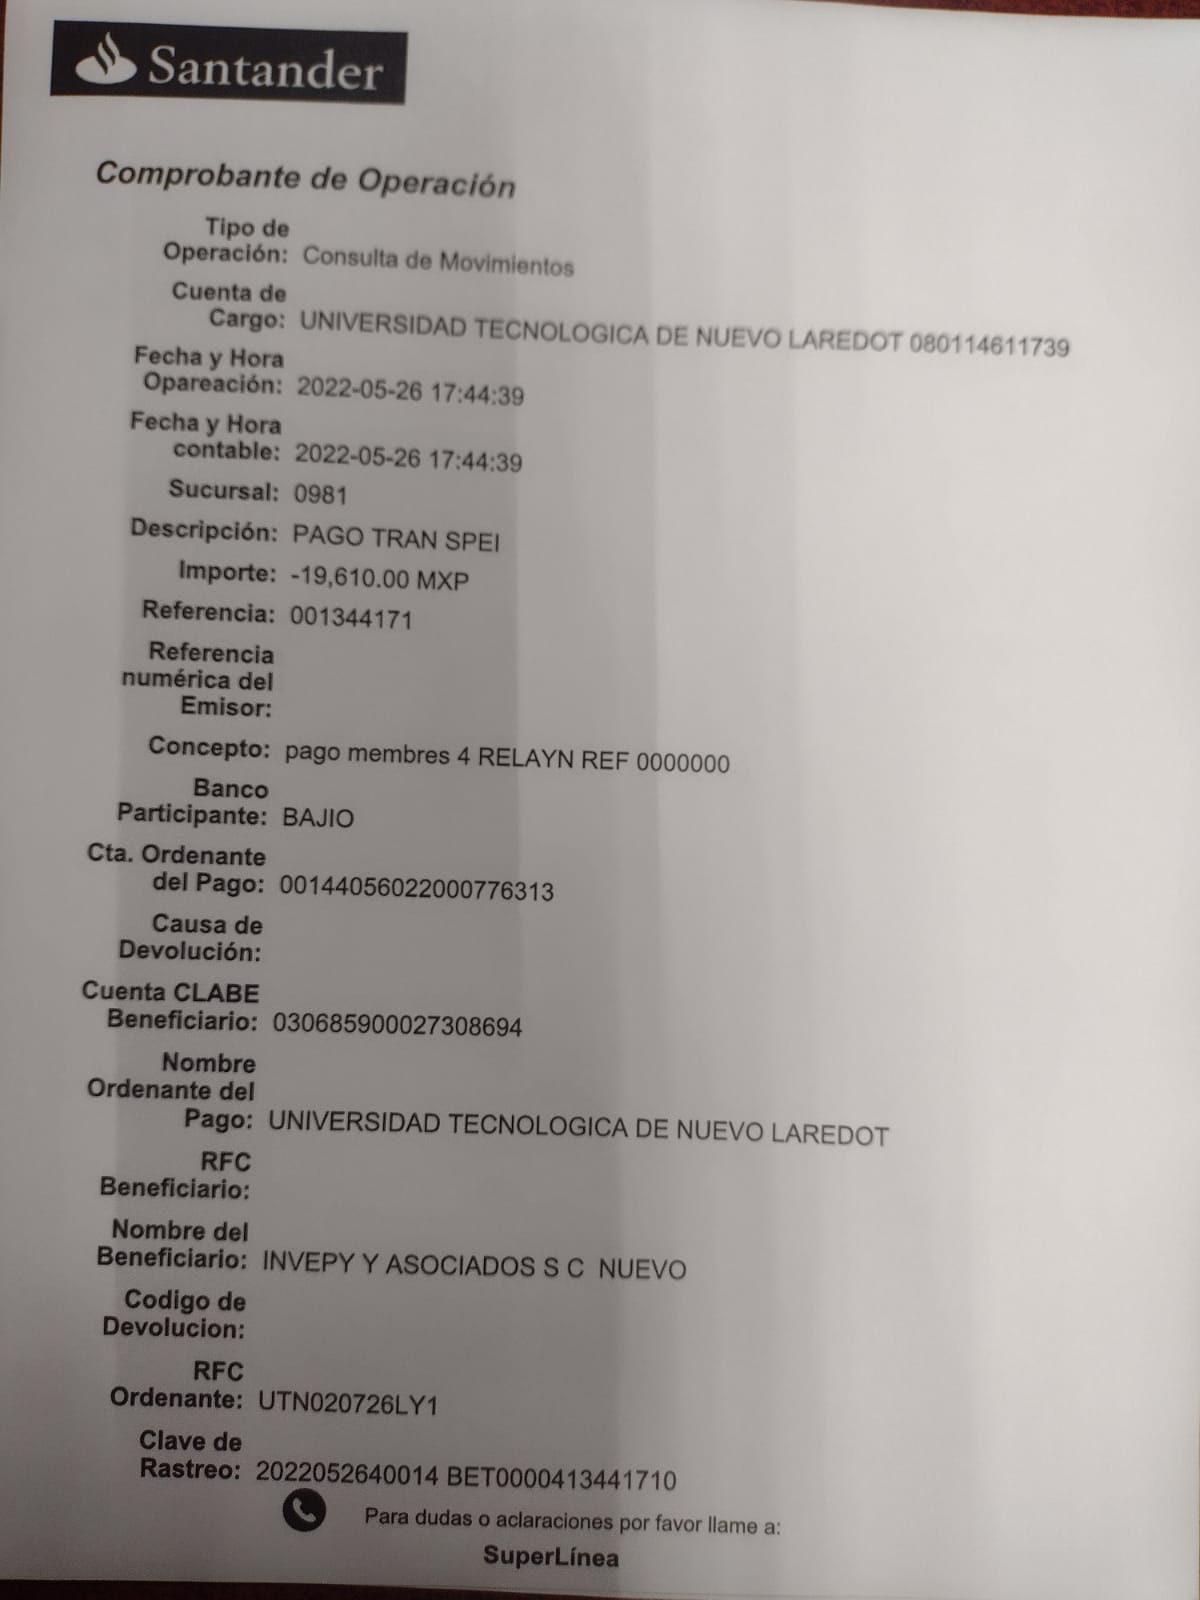 Santander
Comprobante de Operación
Tipo de
Operación: Consulta de Movimientos
Cuenta de
Cargo: UNIVERSIDAD TECNOLOGICA DE NUEVO LAREDOT 080114611739
Fecha y Hora
Opareación: 2022-05-26 17:44:39
Fecha y Hora
contable: 2022-05-26 17:44:39
Sucursal: 0981
Descripción: PAGO TRAN SPEI
Importe: -19,610.00 MXP
Referencia: 001344171
Referencia
numérica del
Emisor:
Concepto: pago membres 4 RELAYN REF 0000000
Banco
Participante: BAJIO
Cta. Ordenante
del Pago: 00144056022000776313
Causa de
Devolución:
Cuenta CLABE
Beneficiario: 030685900027308694
Nombre
Ordenante del
Pago: UNIVERSIDAD TECNOLOGICA DE NUEVO LAREDOT
RFC
Beneficiario:
Nombre del
Beneficiario: INVEPY Y ASOCIADOS S C NUEVO
Codigo de
Devolucion:
RFC
Ordenante: UTN020726LY1
Clave de
Rastreo: 2022052640014 BET0000413441710
Para dudas o aclaraciones por favor llame a:
SuperLínea